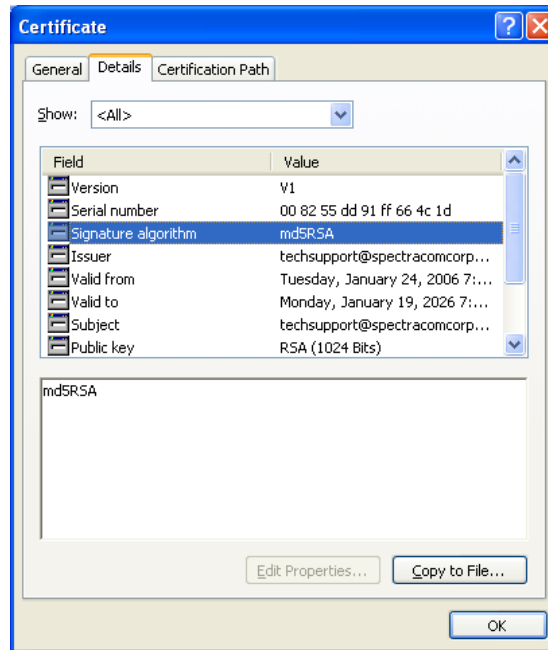 Certificate
General Details Certification Path
Show: <All>
Field Value
Version V1
Serial number 00 82 55 dd 91 ff 66 4c 1d
Signature algorithm md5RSA
Issuer techsupport@spectracomcorp...
Valid from Tuesday, January 24, 2006 7:...
Valid to Monday, January 19, 2026 7:...
Subject techsupport@spectracomcorp...
Public key RSA (1024 Bits)
md5RSA
Edit Properties... Copy to File...
OK